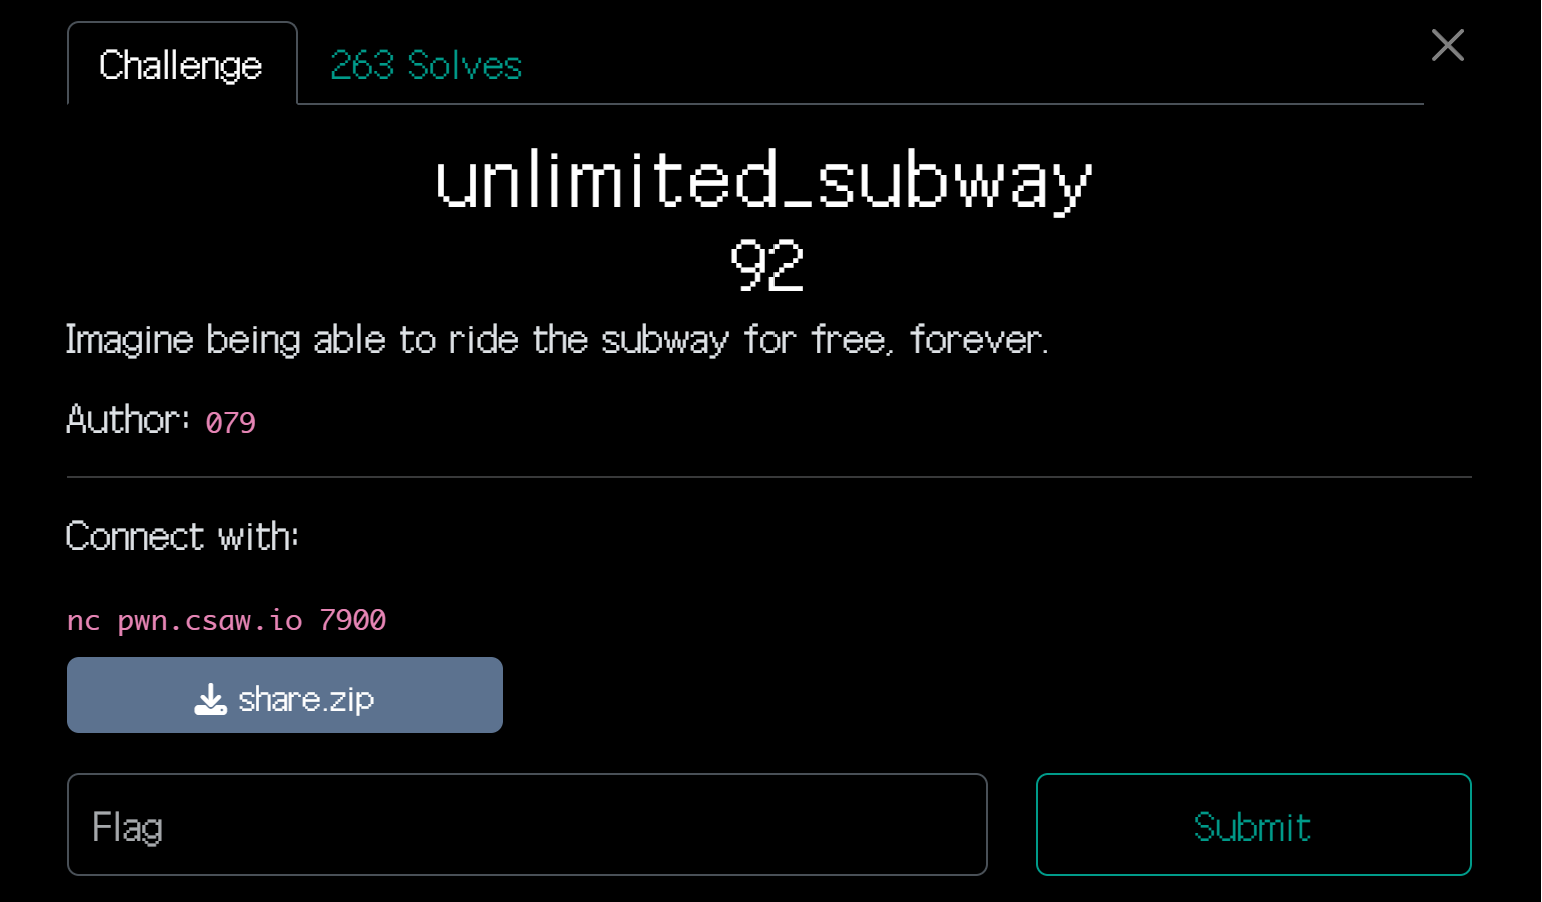 Challenge
263 Solves
unlimited_subway
92
Imagine being able to ride the subway for free, forever.
Author: 079
Connect with:
nc pwn.csaw.io 7900
share.zip
Flag
Submit